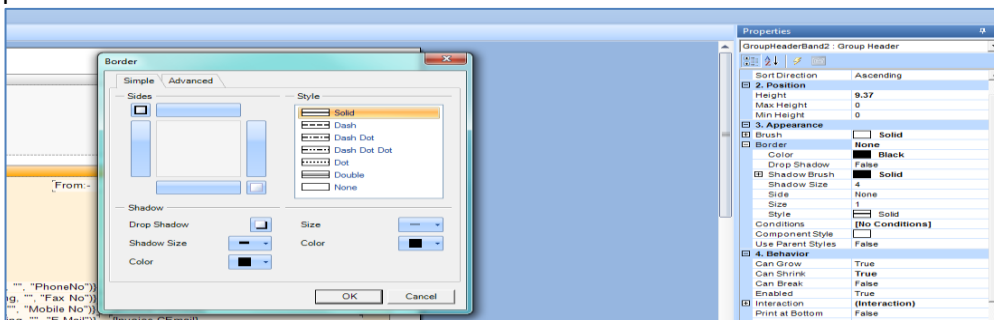 Properties
GroupHeaderBand2 : Group Header
Border
Simple
Advanced
Sides
Style
Solid
Dash
Dash Dot
Dash Dot Dot
Dot
Double
None
Shadow
Drop Shadow
Size
Shadow Size
Color
Color
OK
Cancel
From:-
"", "PhoneNo"))
ng, "", "Fax No"))
"", "Mobile No"))
Sort Direction Ascending
2. Position
Height 9.37
Max Height 0
Min Height 0
3. Appearance
Brush Solid
Border None
Color Black
Drop Shadow False
Shadow Brush Solid
Shadow Size 4
Side None
Size 1
Style Solid
Conditions [No Conditions]
Component Style
Use Parent Styles False
4. Behavior
Can Grow True
Can Shrink True
Can Break False
Enabled True
Interaction (Interaction)
Print at Bottom False